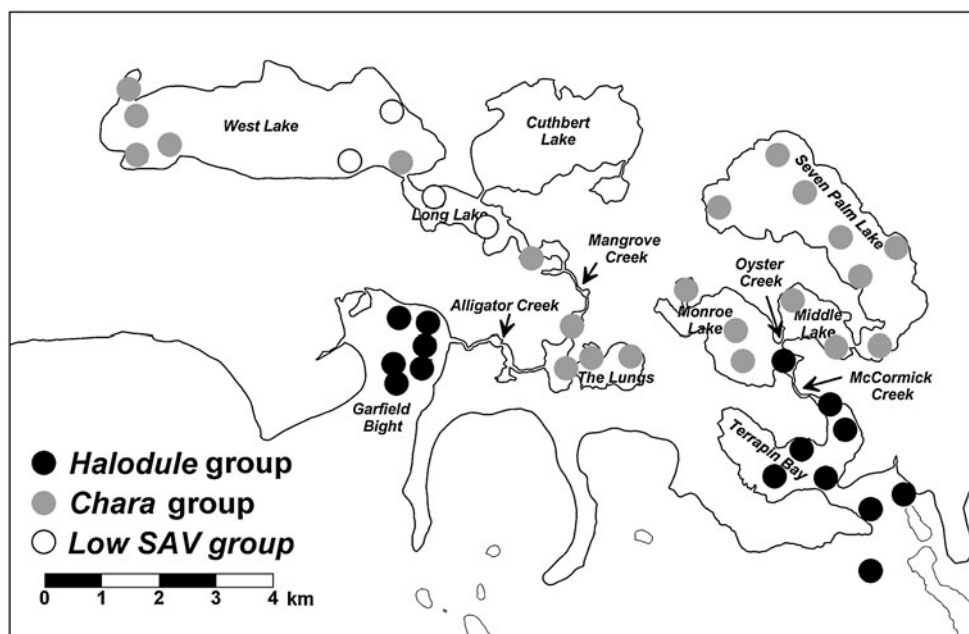 West Lake
Cuthbert
Lake
Seven Palm Lake
Long Lake
Mangrove
Creek
Oyster
Creek
Alligator Creek
Monroe
Lake
Middle
Lake
The Lungs
McCormick
Creek
Garfield
Bight
Terrapin Bay
Halodule group
Chara group
Low SAV group
0 1 2 3 4 km